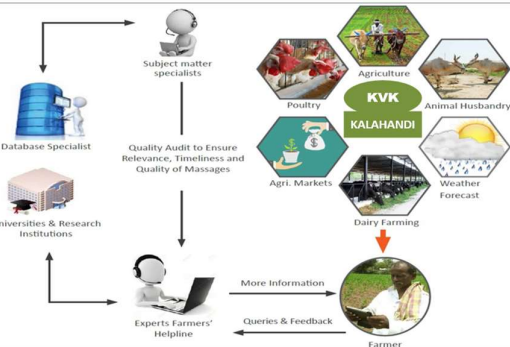 Subject matter
specialists
Agriculture
Poultry
KVK
KALAHANDI
Animal Husbandry
Database Specialist
Quality Audit to Ensure
Relevance, Timeliness and
Quality of Massages
Agri. Markets
Weather
Forecast
Dairy Farming
niversities & Research
Institutions
More Information
Experts Farmers'
Helpline
Queries & Feedback
Farmer